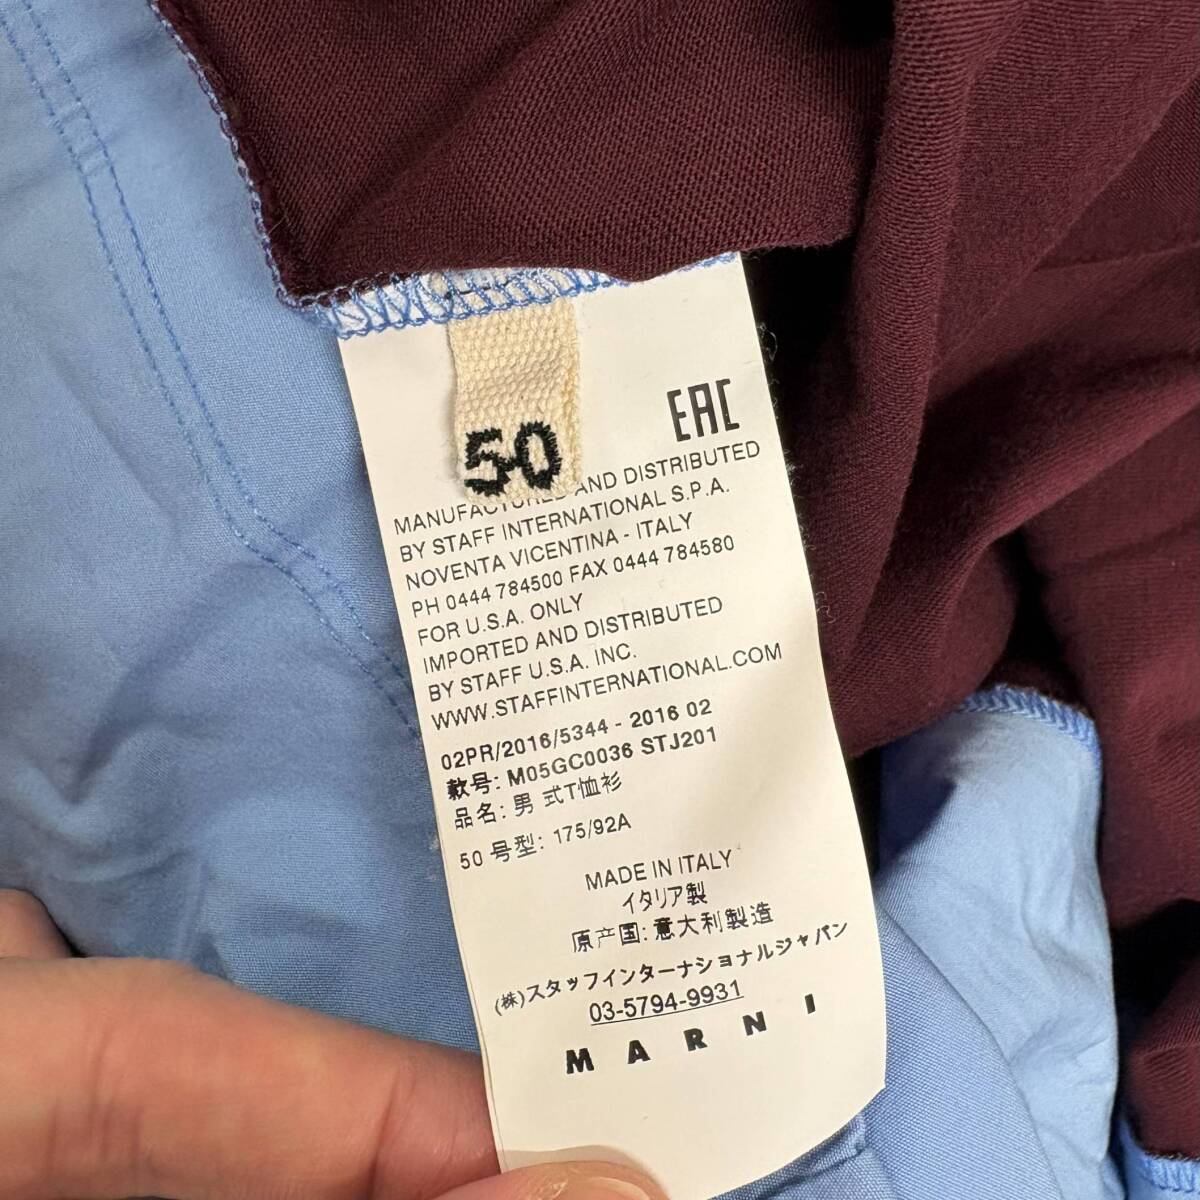 EAC
50
MANUFACTURED AND DISTRIBUTED
BY STAFF INTERNATIONAL S.P.A.
NOVENTA VICENTINA - ITALY
PH 0444 784500 FAX 0444 784580
FOR U.S.A. ONLY
IMPORTED AND DISTRIBUTED
BY STAFF U.S.A. INC.
WWW.STAFFINTERNATIONAL.COM
02PR/2016/5344 - 2016 02
款号: M05GC0036 STJ201
品名: 男 式T恤衫
50 号型: 175/92A
MADE IN ITALY
イタリア製
原产国: 意大利製造
(株)スタッフインターナショナルジャパン
03-5794-9931
MARNI